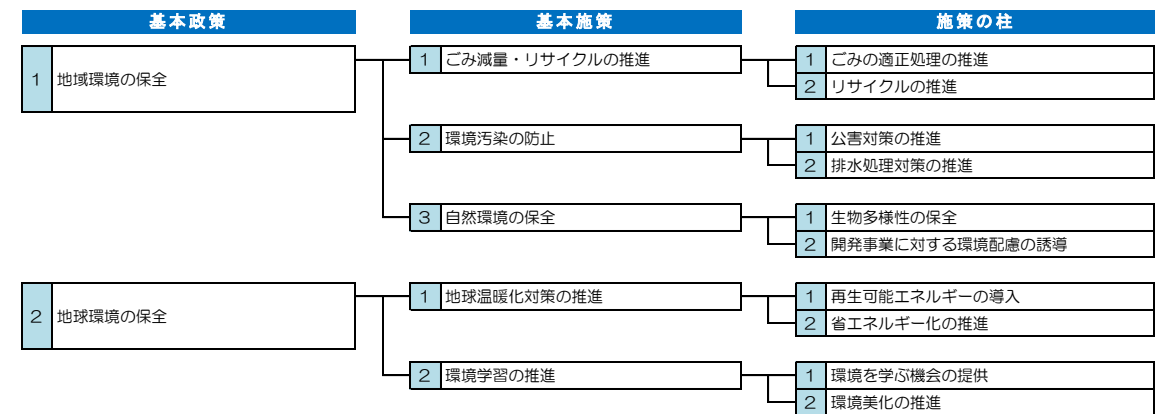 基本政策 基本施策 施策の柱
1 地域環境の保全
1 ごみ減量・リサイクルの推進
1 ごみの適正処理の推進
2 リサイクルの推進
2 環境汚染の防止
1 公害対策の推進
2 排水処理対策の推進
3 自然環境の保全
1 生物多様性の保全
2 開発事業に対する環境配慮の誘導
2 地球環境の保全
1 地球温暖化対策の推進
1 再生可能エネルギーの導入
2 省エネルギー化の推進
2 環境学習の推進
1 環境を学ぶ機会の提供
2 環境美化の推進